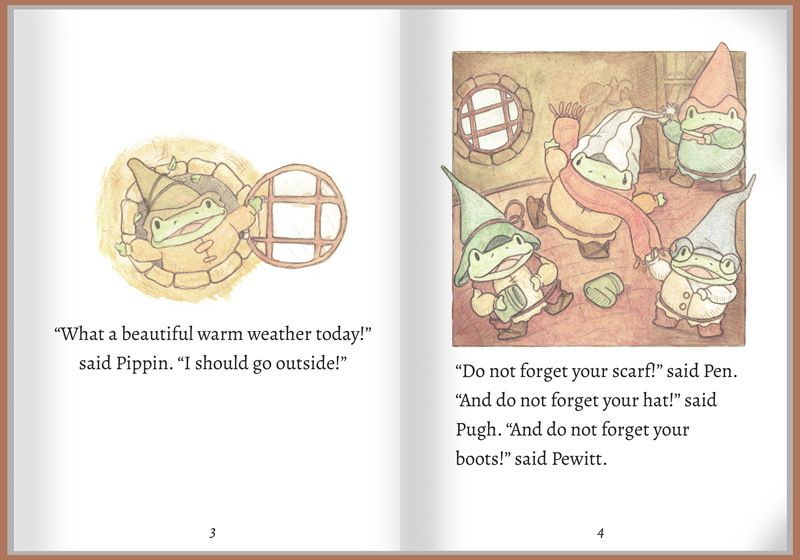 “What a beautiful warm weather today!”
said Pippin. “I should go outside!”
3
“Do not forget your scarf!” said Pen.
“And do not forget your hat!” said
Pugh. “And do not forget your
boots!” said Pewitt.
4